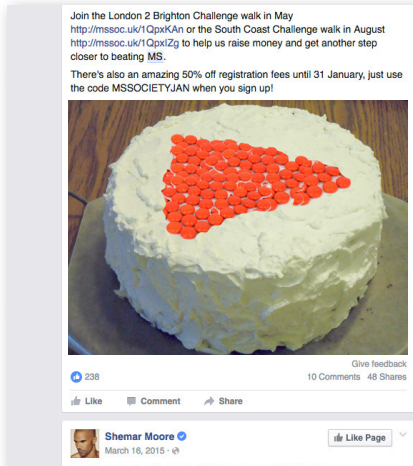 Join the London 2 Brighton Challenge walk in May
http://mssoc.uk/1QpxKAn or the South Coast Challenge walk in August
http://mssoc.uk/1QpxIZg to help us raise money and get another step
closer to beating MS.
There's also an amazing 50% off registration fees until 31 January, just use
the code MSSOCIETYJAN when you sign up!
Give feedback
238
10 Comments 48 Shares
Like Comment Share
Shemar Moore
Like Page
March 16, 2015 ·